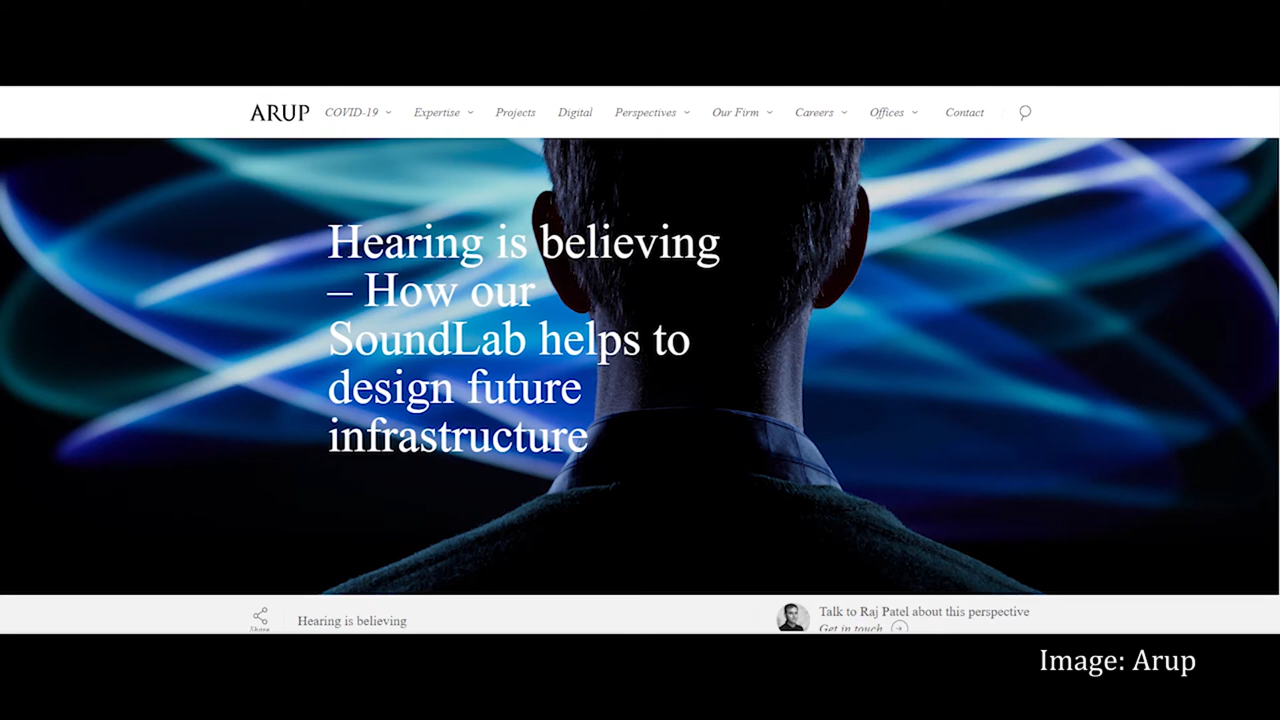 ARUP COVID-19 Expertise Projects Digital Perspectives Our Firm Careers Offices Contact
Hearing is believing
– How our
SoundLab helps to
design future
infrastructure
Share
Hearing is believing
Talk to Raj Patel about this perspective
Get in touch
Image: Arup